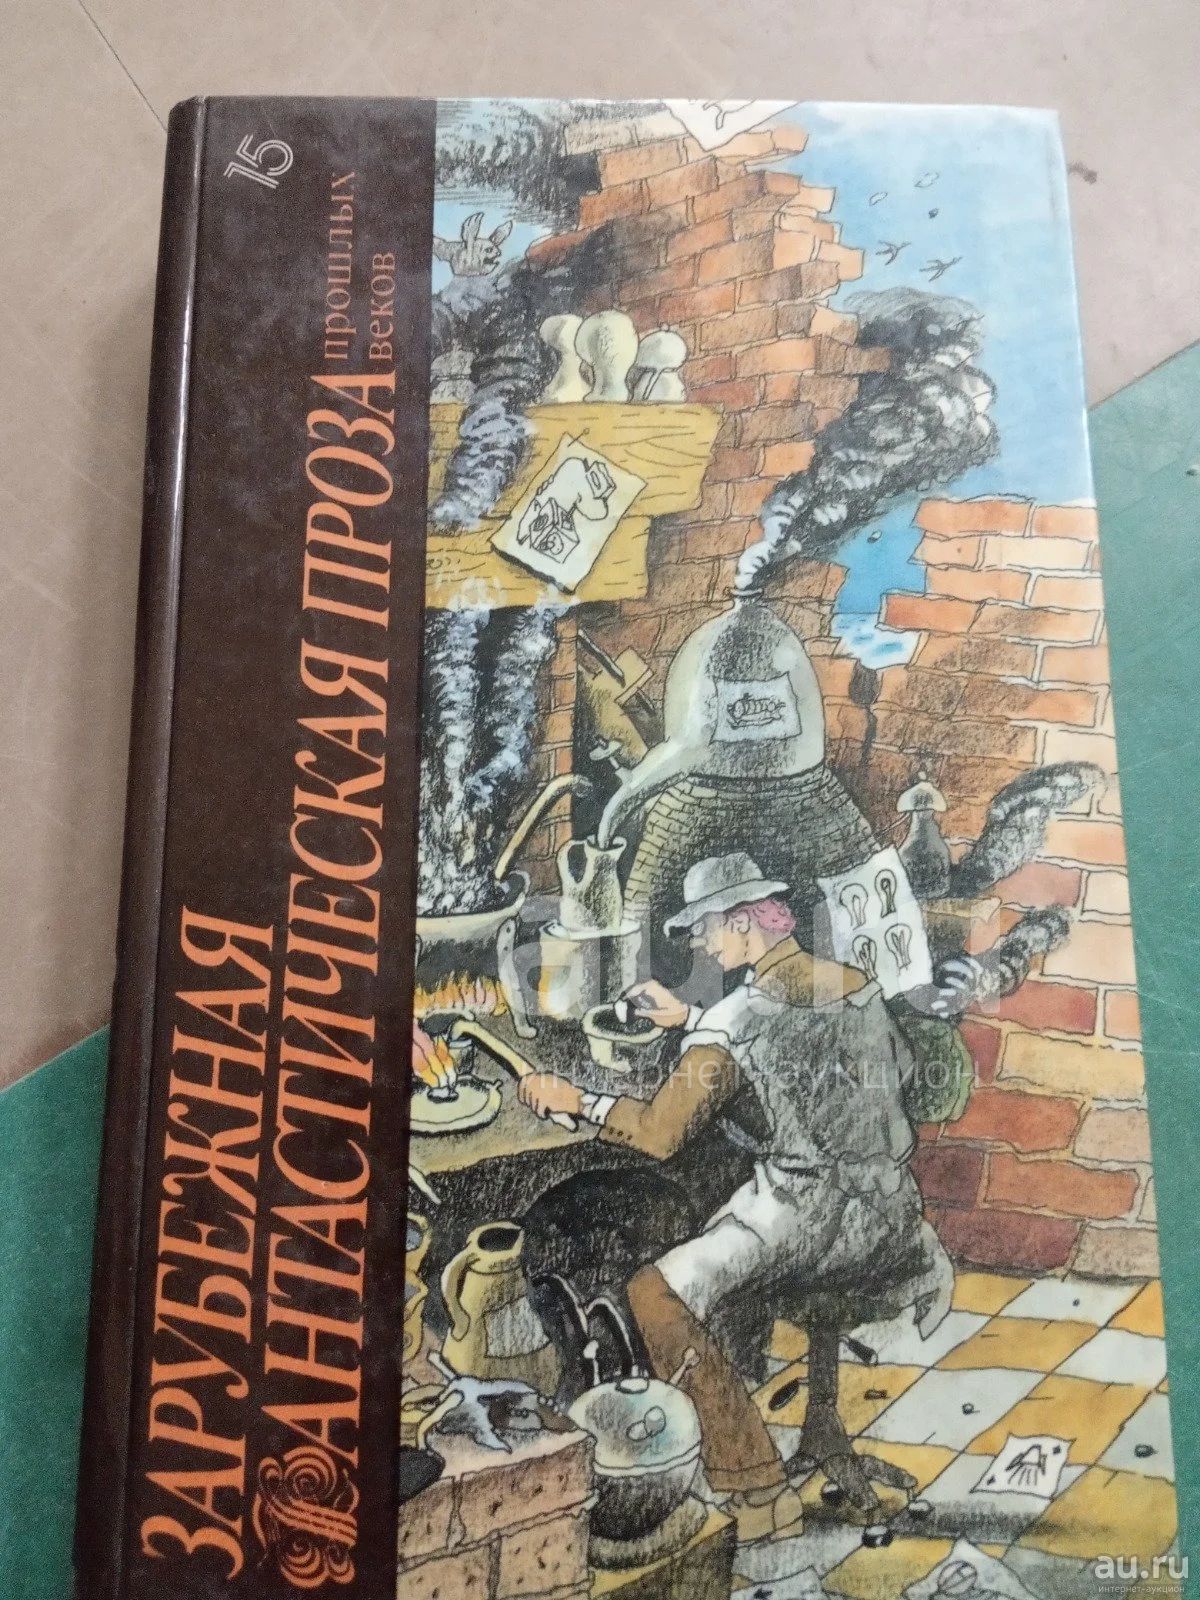 ЗАРУБЕЖНАЯ
ФАНТАСТИЧЕСКАЯ ПРОЗА
прошлых
веков
15
au.ru
интернет-аукцион
au.ru
интернет-аукцион